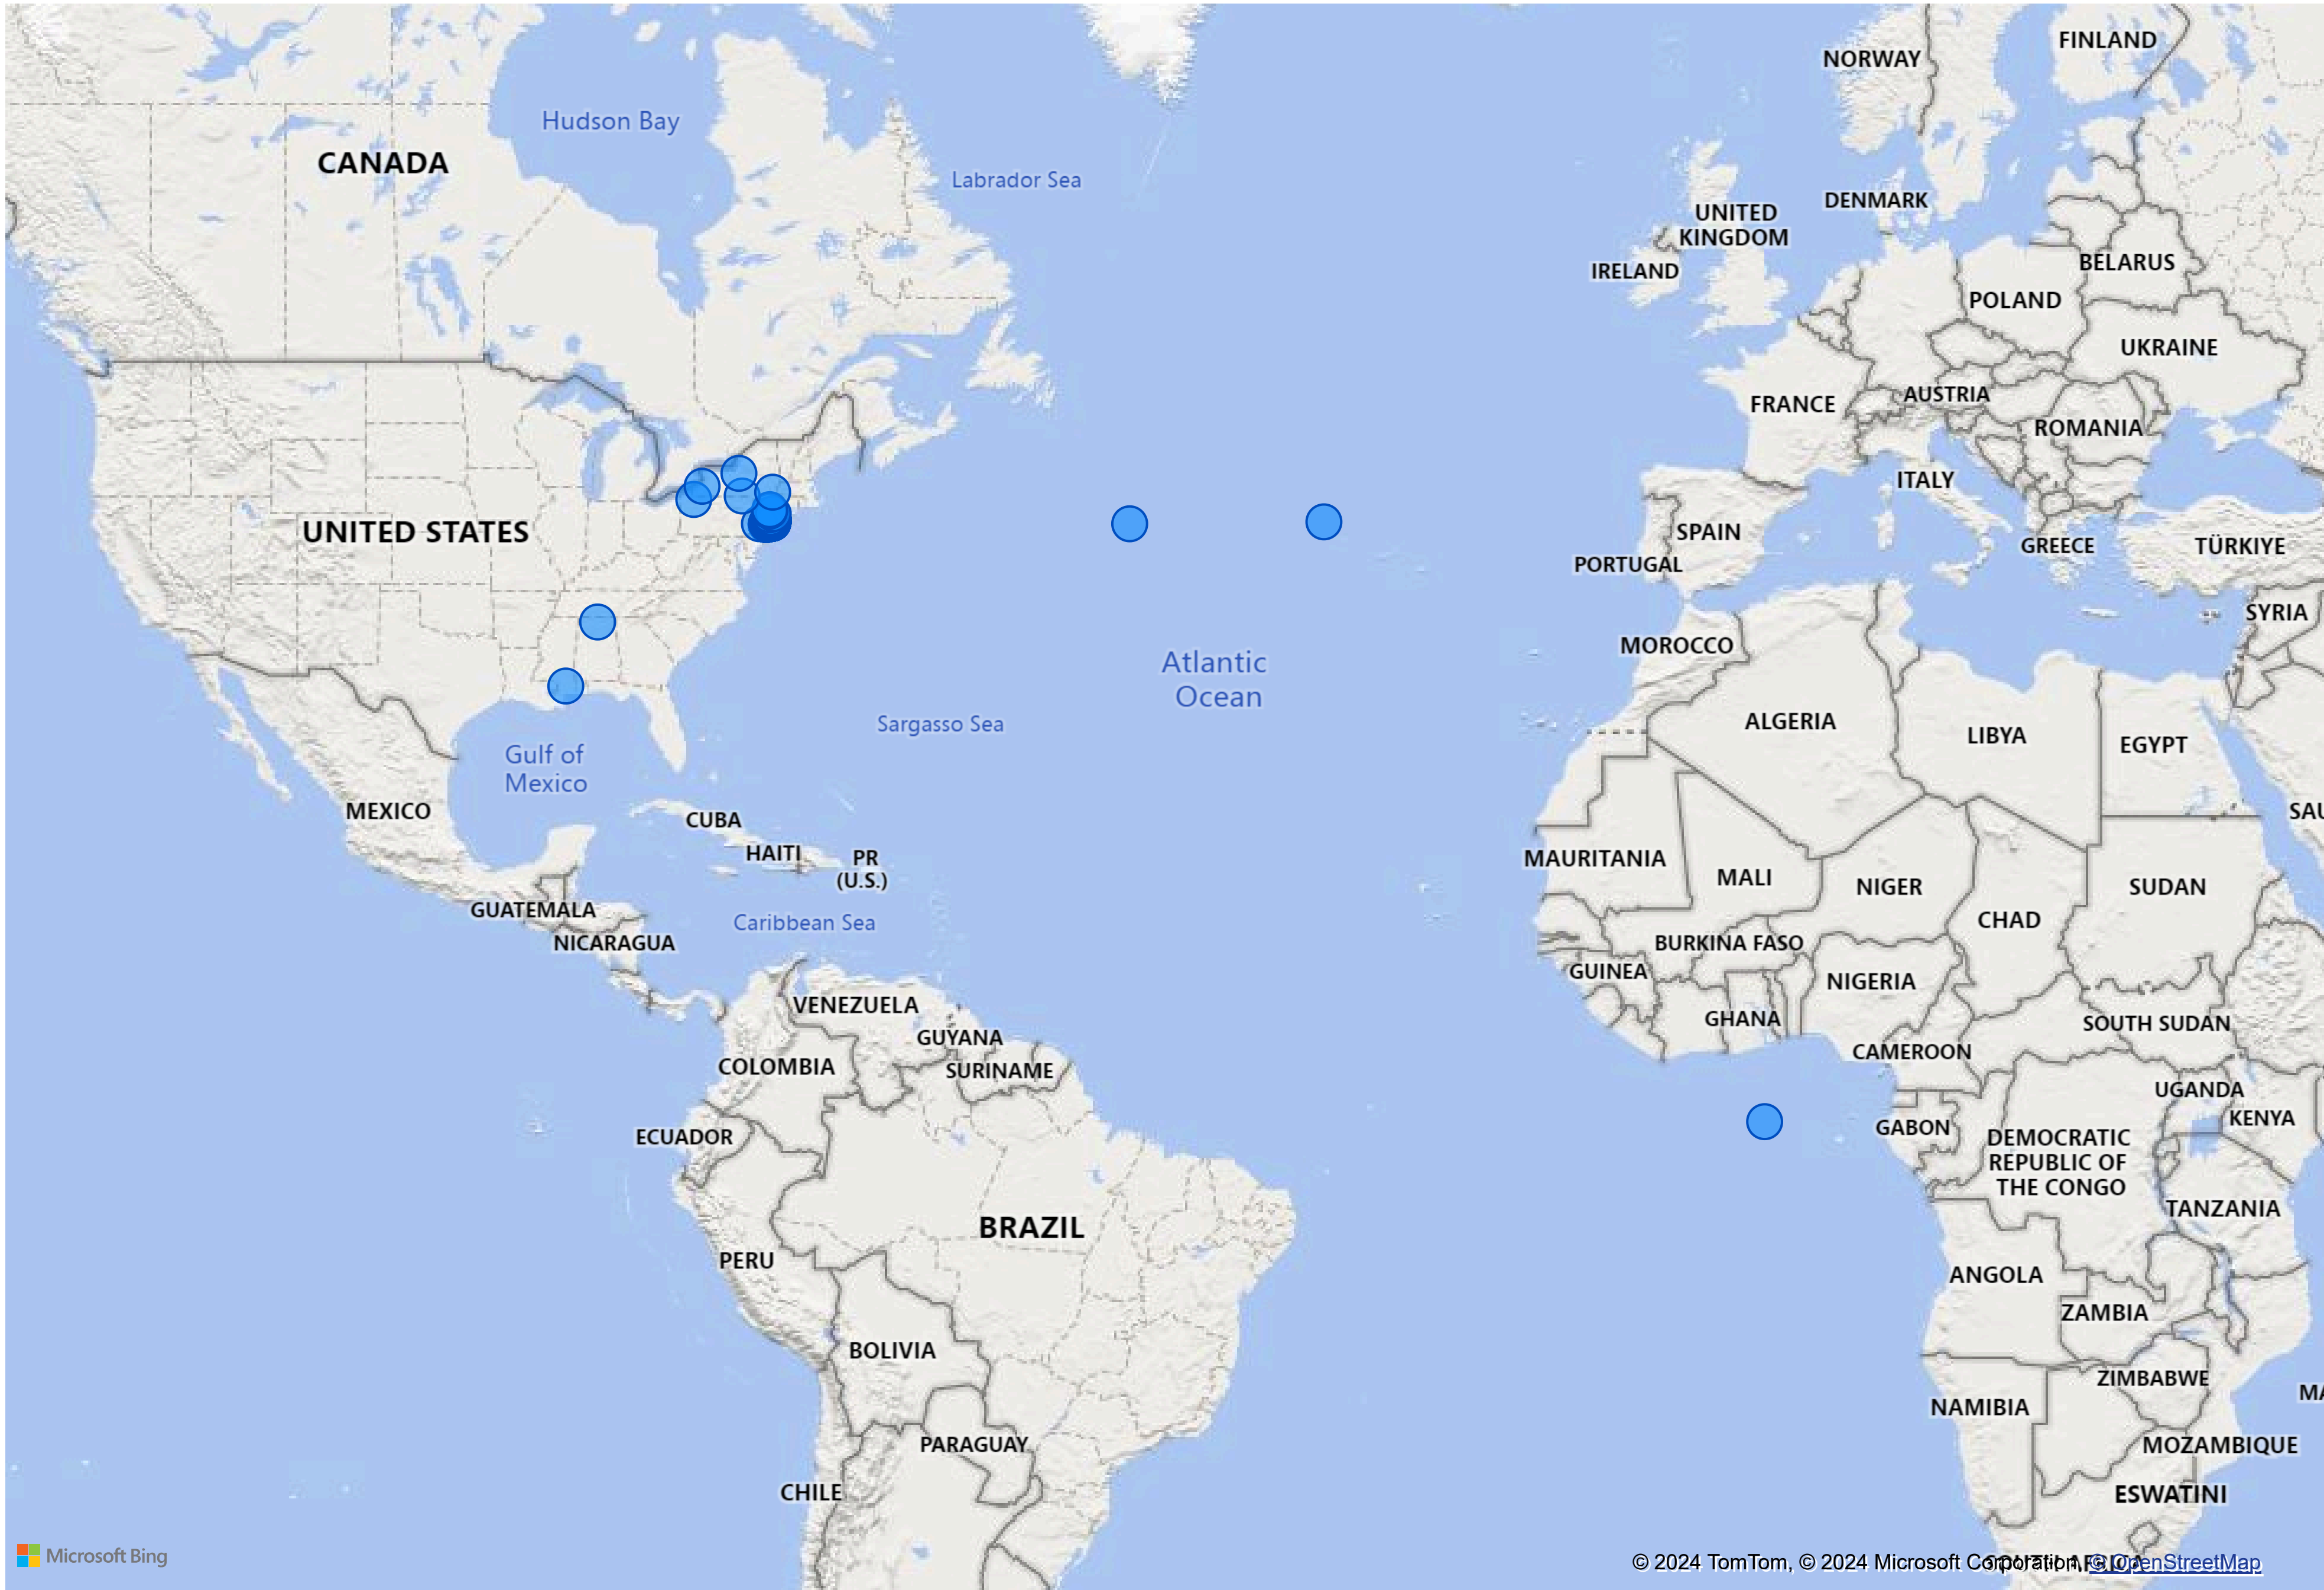 FINLAND
NORWAY
Hudson Bay
CANADA
Labrador Sea
DENMARK
UNITED
KINGDOM
IRELAND
BELARUS
POLAND
UKRAINE
AUSTRIA
FRANCE
ROMANIA
ITALY
UNITED STATES
SPAIN
GREECE
TÜRKIYE
PORTUGAL
SYRIA
MOROCCO
Atlantic
Ocean
Sargasso Sea
ALGERIA
LIBYA
EGYPT
Gulf of
Mexico
MEXICO
CUBA
SAU
HAITI
PR
(U.S.)
MAURITANIA
MALI
NIGER
SUDAN
GUATEMALA
Caribbean Sea
CHAD
NICARAGUA
BURKINA FASO
GUINEA
NIGERIA
VENEZUELA
GHANA
SOUTH SUDAN
GUYANA
CAMEROON
COLOMBIA
SURINAME
UGANDA
KENYA
ECUADOR
GABON
DEMOCRATIC
REPUBLIC OF
THE CONGO
TANZANIA
BRAZIL
PERU
ANGOLA
ZAMBIA
BOLIVIA
ZIMBABWE
MA
NAMIBIA
PARAGUAY
MOZAMBIQUE
CHILE
ESWATINI
Microsoft Bing
© 2024 TomTom, © 2024 Microsoft Corporation, © OpenStreetMap